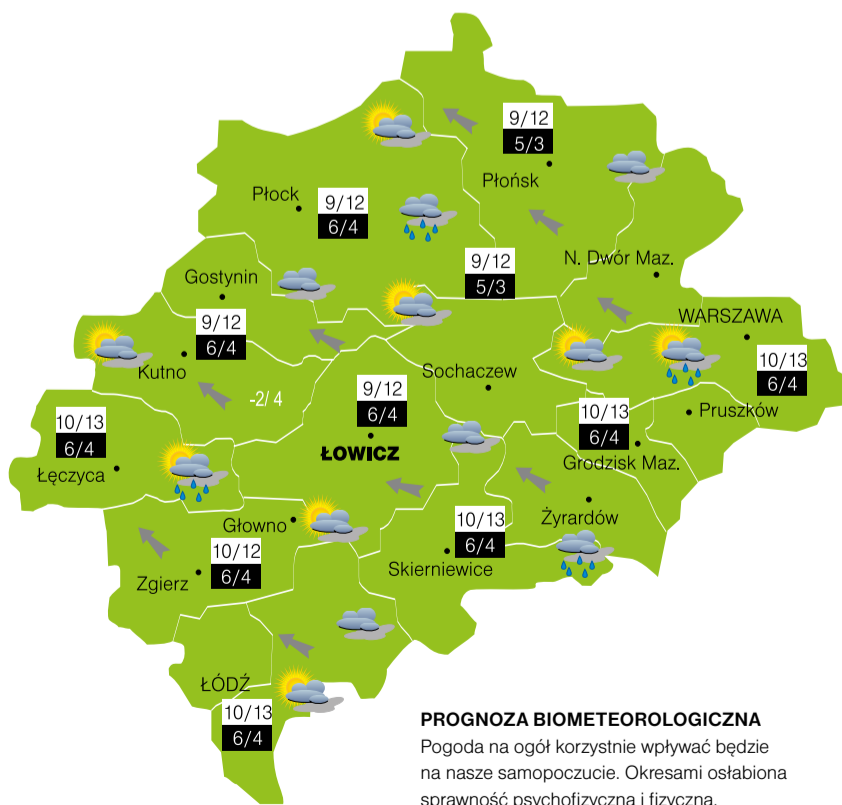 9/12
5/3
Płońsk
Płock
9/12
6/4
N. Dwór Maz.
9/12
5/3
Gostynin
WARSZAWA
9/12
6/4
Kutno
10/13
6/4
Sochaczew
-2/ 4
9/12
6/4
ŁOWICZ
10/13
6/4
Pruszków
Grodzisk Maz.
10/13
6/4
Łęczyca
Żyrardów
Głowno
10/13
6/4
Skierniewice
10/12
6/4
Zgierz
ŁÓDŹ
10/13
6/4
PROGNOZA BIOMETEOROLOGICZNA
Pogoda na ogół korzystnie wpływać będzie
na nasze samopoczucie. Okresami osłabiona
sprawność psychofizyczna i fizyczna.